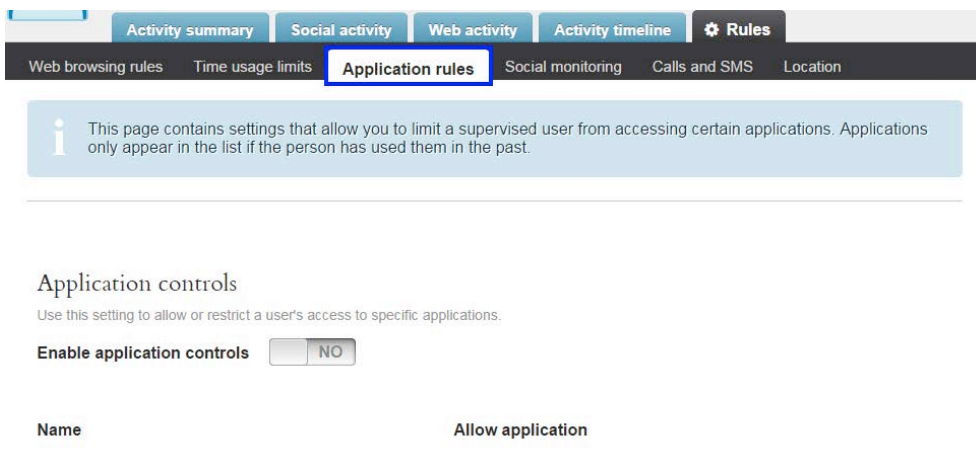 Activity summary Social activity Web activity Activity timeline Rules
Web browsing rules Time usage limits Application rules Social monitoring Calls and SMS Location
i This page contains settings that allow you to limit a supervised user from accessing certain applications. Applications
only appear in the list if the person has used them in the past.
Application controls
Use this setting to allow or restrict a user's access to specific applications.
Enable application controls NO
Name Allow application